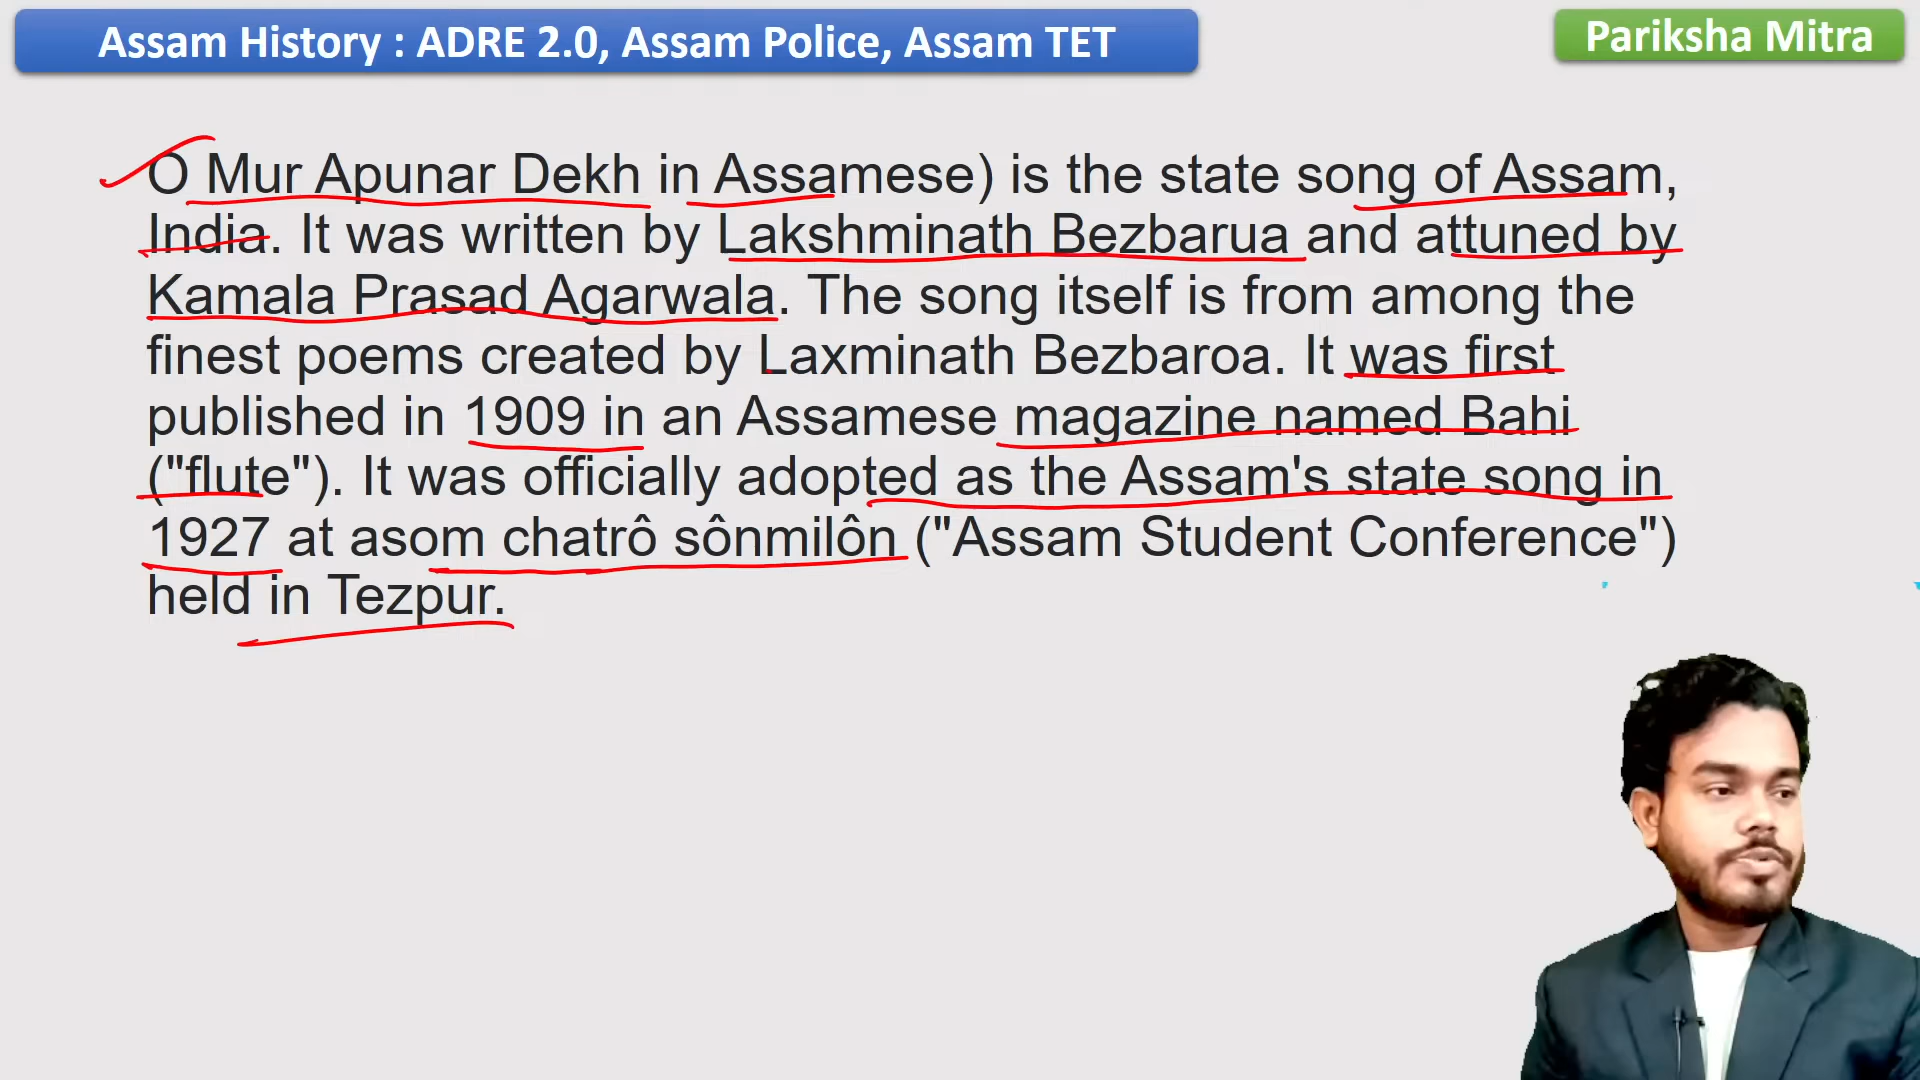 Assam History : ADRE 2.0, Assam Police, Assam TET
Pariksha Mitra
O Mur Apunar Dekh in Assamese) is the state song of Assam,
India. It was written by Lakshminath Bezbarua and attuned by
Kamala Prasad Agarwala. The song itself is from among the
finest poems created by Laxminath Bezbaroa. It was first
published in 1909 in an Assamese magazine named Bahi
("flute"). It was officially adopted as the Assam's state song in
1927 at asom chatrô sônmilôn ("Assam Student Conference")
held in Tezpur.